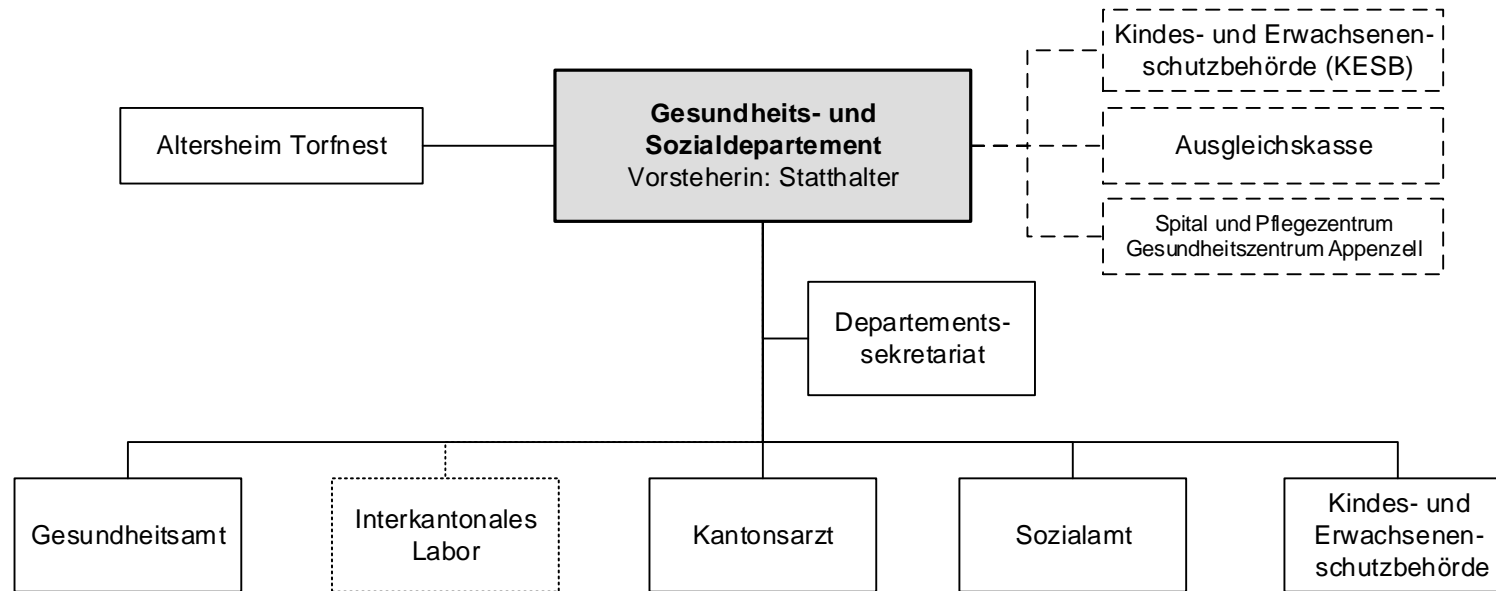 Kindes- und Erwachsenen-
schutzbehörde (KESB)
Altersheim Torfnest
Gesundheits- und
Sozialdepartement
Vorsteherin: Statthalter
Ausgleichskasse
Spital und Pflegezentrum
Gesundheitszentrum Appenzell
Departements-
sekretariat
Gesundheitsamt
Interkantonales
Labor
Kantonsarzt
Sozialamt
Kindes- und
Erwachsenen-
schutzbehörde